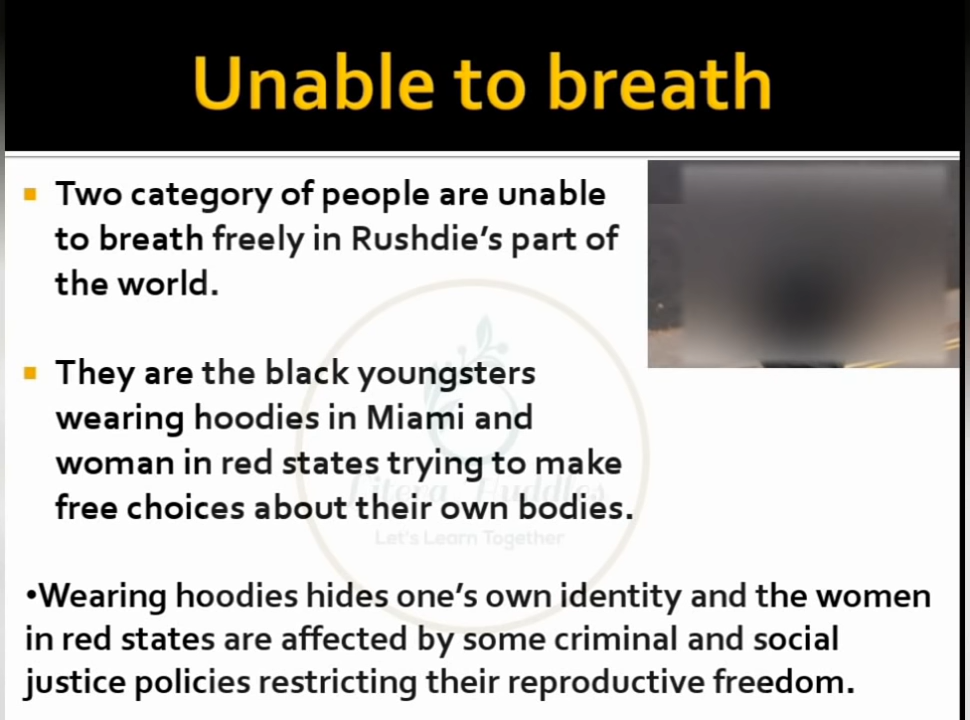 Unable to breath
Two category of people are unable
to breath freely in Rushdie's part of
the world.
They are the black youngsters
wearing hoodies in Miami and
woman in red states trying to make
free choices about their own bodies.
Litera Huddles
Let's Learn Together
•Wearing hoodies hides one's own identity and the women
in red states are affected by some criminal and social
justice policies restricting their reproductive freedom.